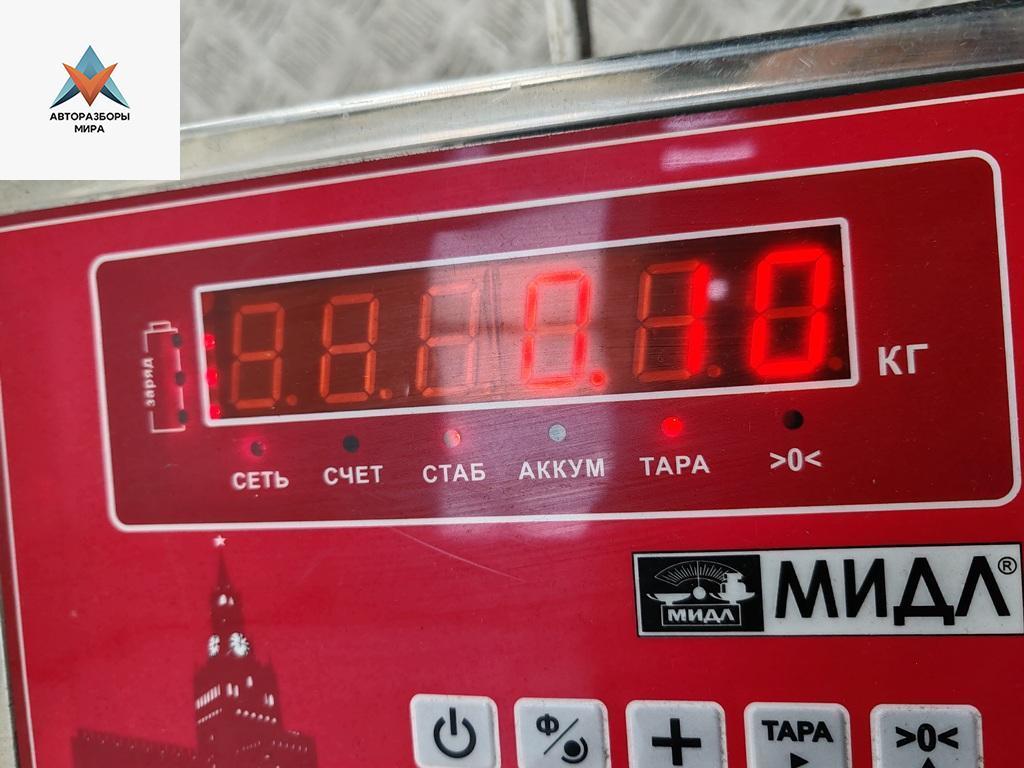 АВТОРАЗБОРЫ
МИРА
заряд
0.10
КГ
СЕТЬ СЧЕТ СТАБ АККУМ ТАРА >0<
МИДЛ МИДЛ®
Ф ТАРА >0<